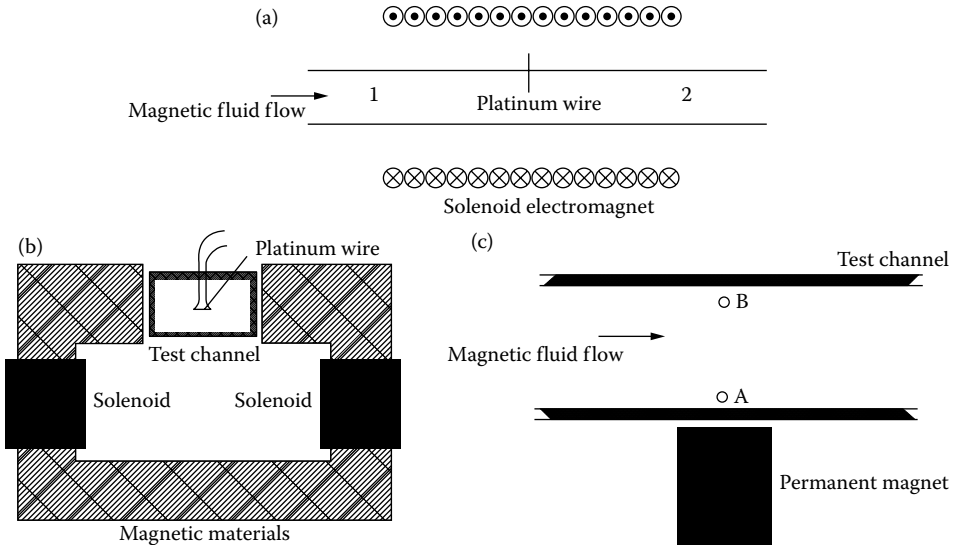 (a)
1
2
Magnetic fluid flow
Platinum wire
Solenoid electromagnet
(b)
Platinum wire
Test channel
Solenoid
Solenoid
Magnetic materials
(c)
Test channel
B
Magnetic fluid flow
A
Permanent magnet